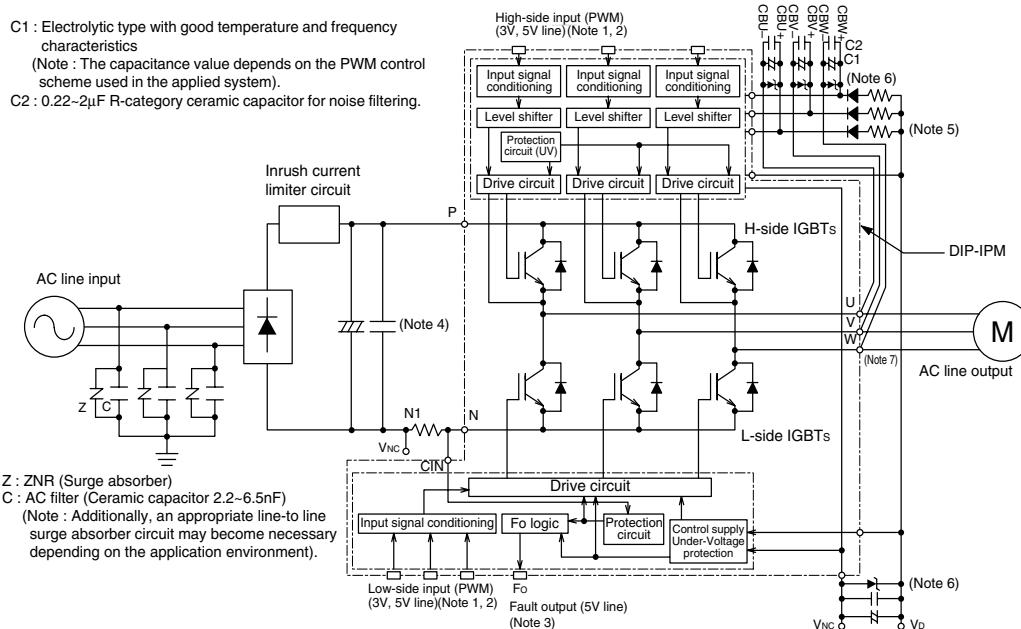 C1 : Electrolytic type with good temperature and frequency
characteristics
(Note : The capacitance value depends on the PWM control
scheme used in the applied system).
C2 : 0.22~2μF R-category ceramic capacitor for noise filtering.
High-side input (PWM)
(3V, 5V line)(Note 1, 2)
CBU–
CBU+
CBV–
CBV+
CBW–
CBW+
C2
C1
(Note 6)
(Note 5)
Input signal
conditioning
Input signal
conditioning
Input signal
conditioning
Level shifter
Level shifter
Level shifter
Protection
circuit (UV)
Drive circuit
Drive circuit
Drive circuit
Inrush current
limiter circuit
P
H-side IGBTs
DIP-IPM
AC line input
(Note 4)
U
V
W
(Note 7)
M
AC line output
Z
C
N1
N
VNC
CIN
L-side IGBTs
Z : ZNR (Surge absorber)
C : AC filter (Ceramic capacitor 2.2~6.5nF)
(Note : Additionally, an appropriate line-to line
surge absorber circuit may become necessary
depending on the application environment).
Drive circuit
Input signal conditioning
Fo logic
Protection
circuit
Control supply
Under-Voltage
protection
Low-side input (PWM)
(3V, 5V line)(Note 1, 2)
FO
Fault output (5V line)
(Note 3)
(Note 6)
VNC
VD